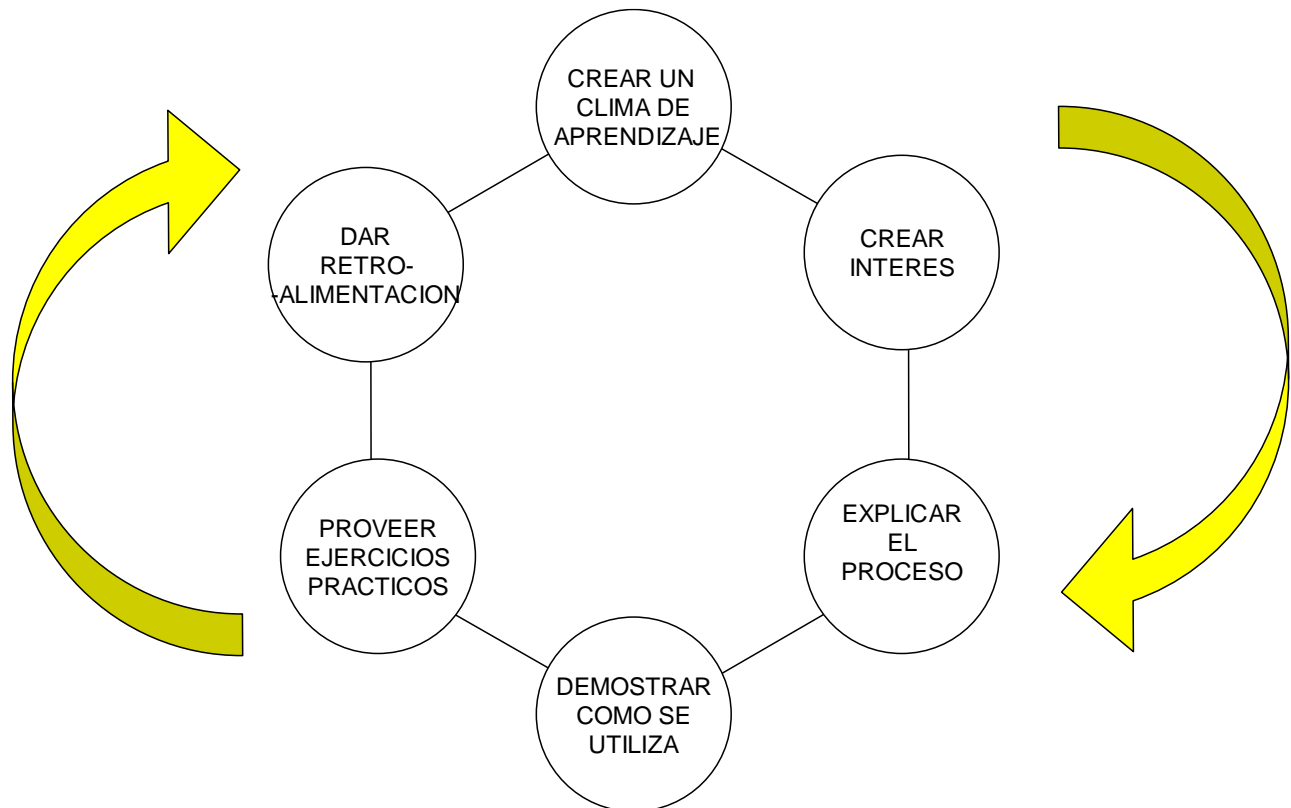 CREAR UN
CLIMA DE
APRENDIZAJE
CREAR
INTERES
EXPLICAR
EL
PROCESO
DEMOSTRAR
COMO SE
UTILIZA
PROVEER
EJERCICIOS
PRACTICOS
DAR
RETRO-
-ALIMENTACION